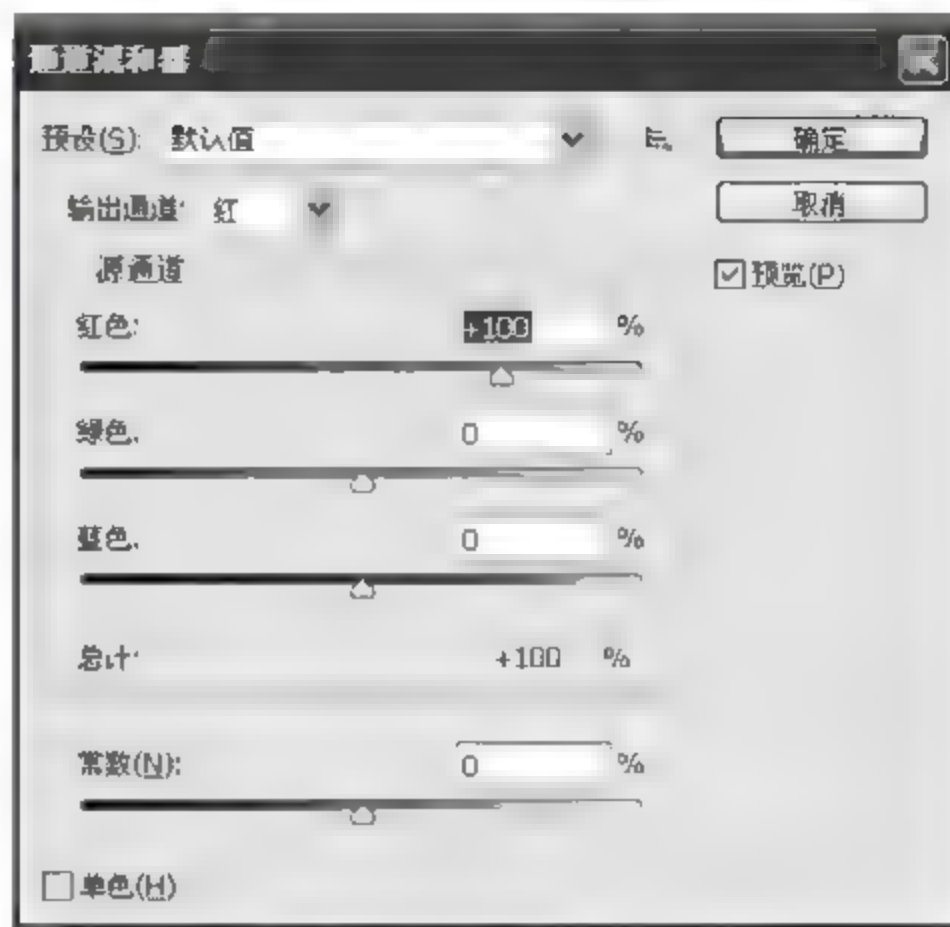 通道混和器
预设(S): 默认值 确定
输出通道: 红 取消
源通道 预览(P)
红色: +100 %
绿色: 0 %
蓝色: 0 %
总计: +100 %
常数(N): 0 %
单色(H)